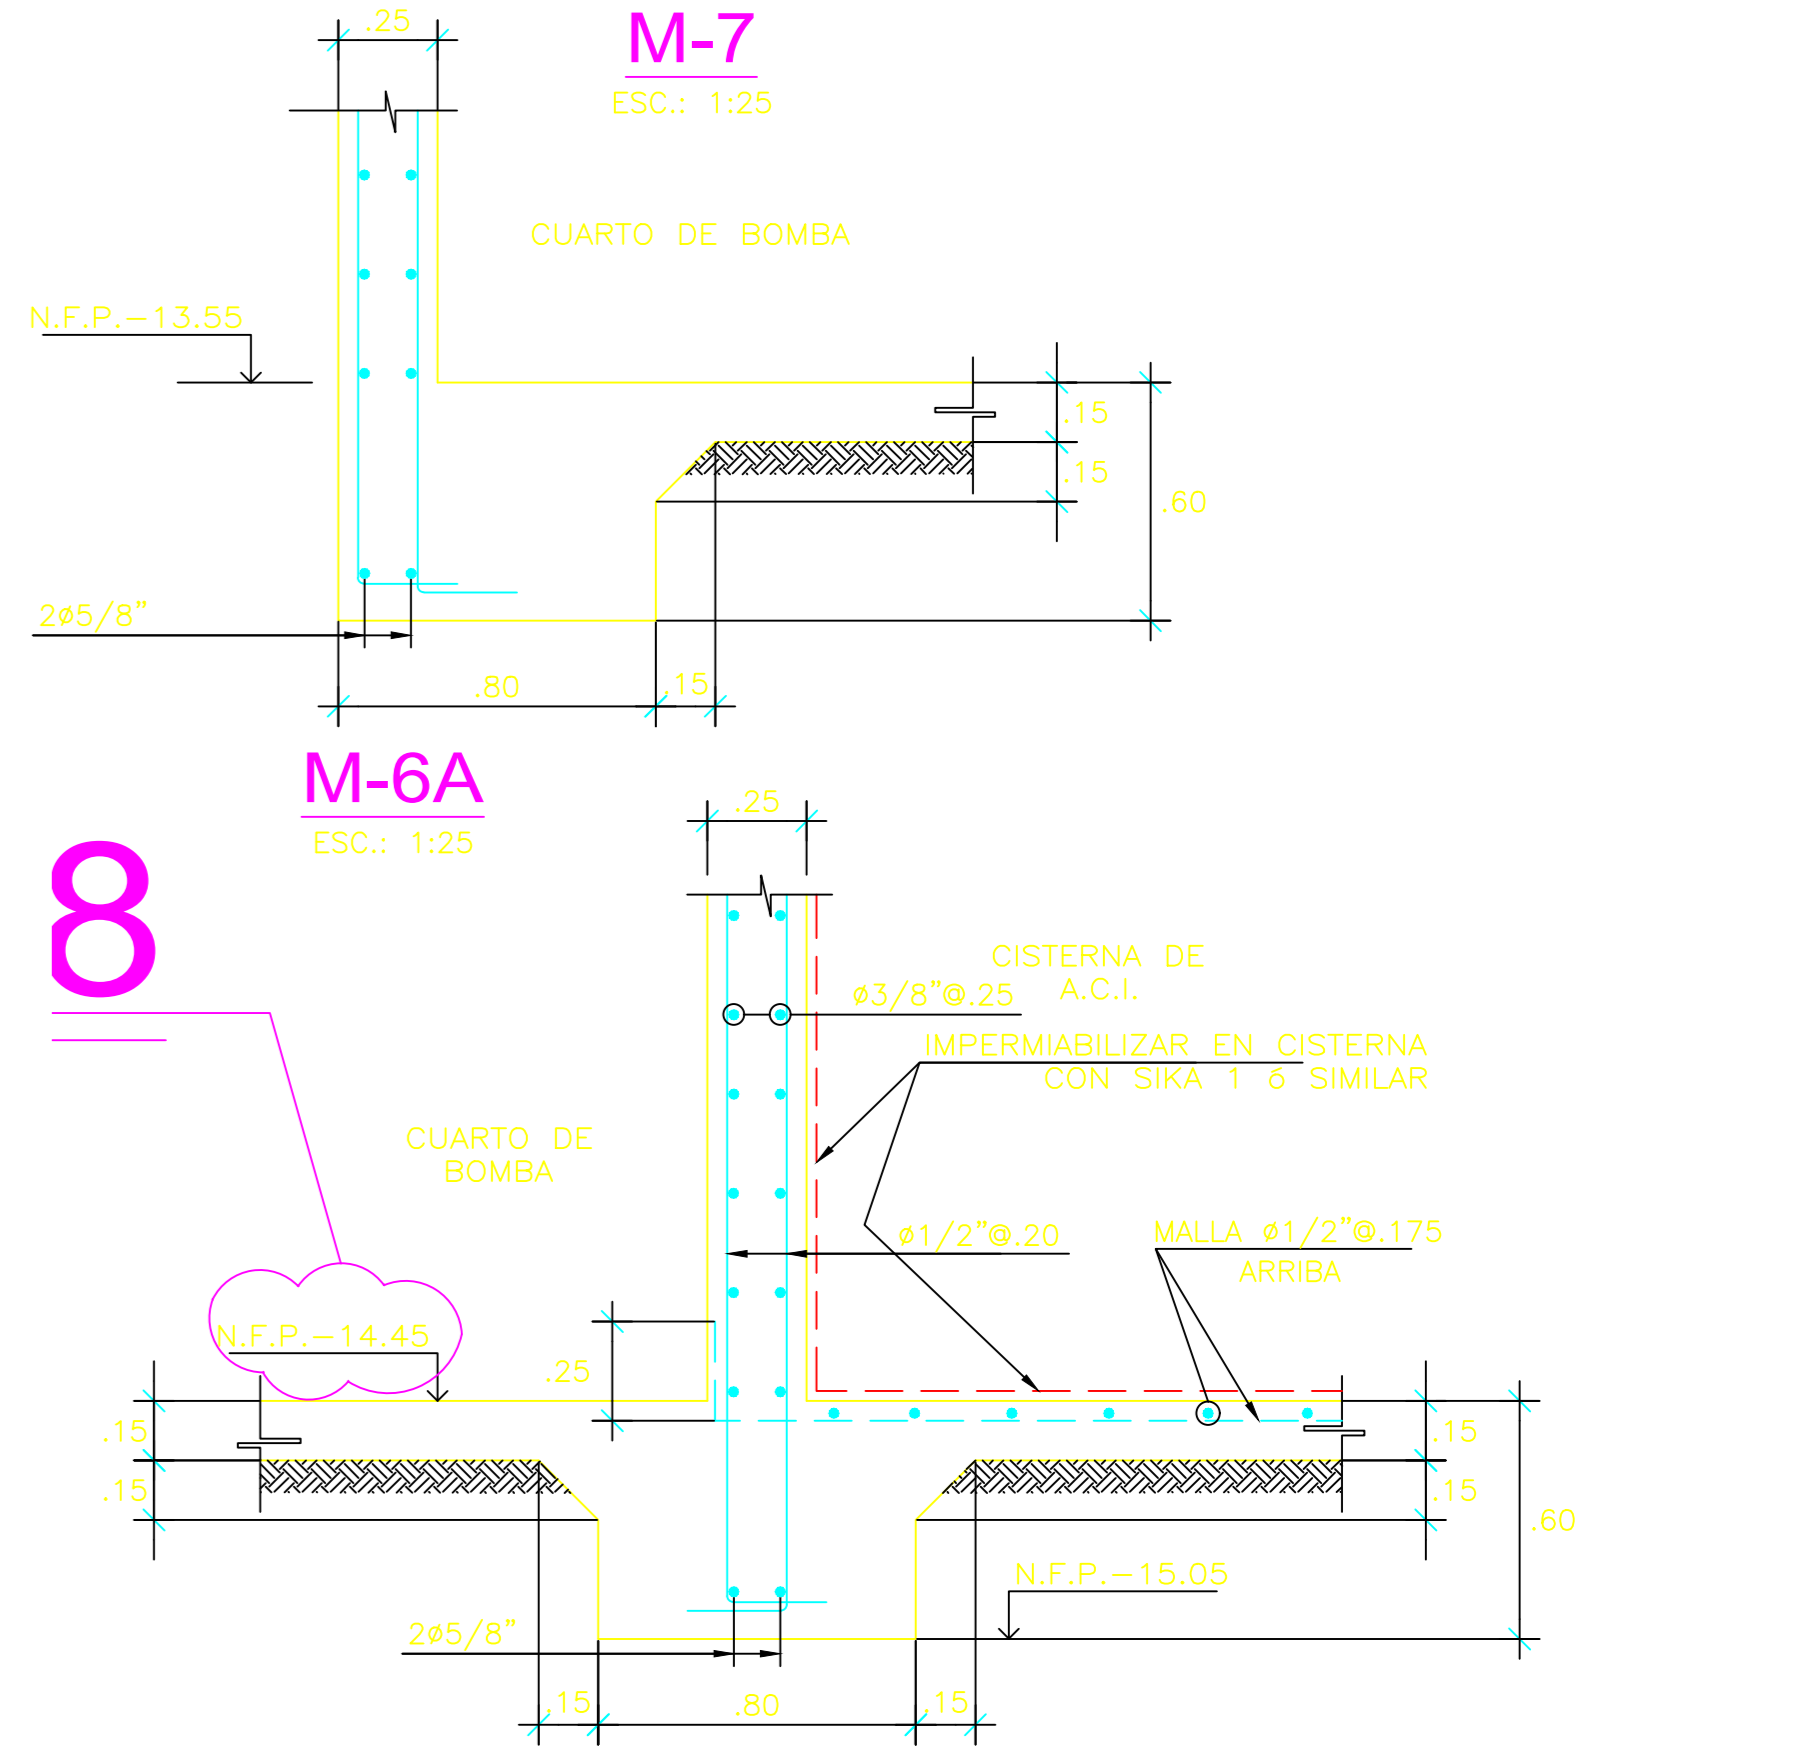 .25
M-7
ESC.: 1:25
CUARTO DE BOMBA
N.F.P.-13.55
.15
.15
.60
2ø5/8"
.80
.15
M-6A
ESC.: 1:25
8
.25
CISTERNA DE
A.C.I.
ø3/8"@.25
IMPERMIABILIZAR EN CISTERNA
CON SIKA 1 ó SIMILAR
CUARTO DE
BOMBA
ø1/2"@.20
MALLA ø1/2"@.175
ARRIBA
N.F.P.-14.45
.25
.15
.15
.15
.15
.60
N.F.P.-15.05
2ø5/8"
.15
.80
.15